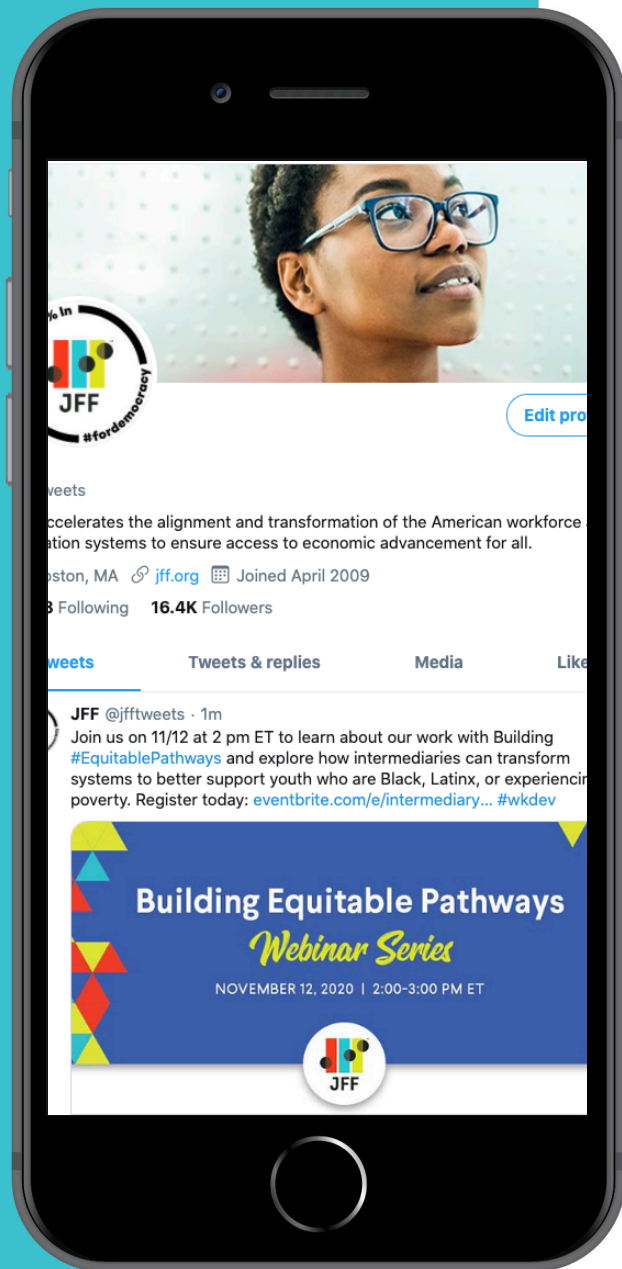 % In
JFF
#fordemocracy
Edit pro
weets
ccelerates the alignment and transformation of the American workforce
ation systems to ensure access to economic advancement for all.
oston, MA jff.org Joined April 2009
Following 16.4K Followers
weets Tweets & replies Media Like
JFF @jfftweets · 1m
Join us on 11/12 at 2 pm ET to learn about our work with Building
#EquitablePathways and explore how intermediaries can transform
systems to better support youth who are Black, Latinx, or experiencin
poverty. Register today: eventbrite.com/e/intermediary... #wkdev
Building Equitable Pathways
Webinar Series
NOVEMBER 12, 2020 | 2:00-3:00 PM ET
JFF